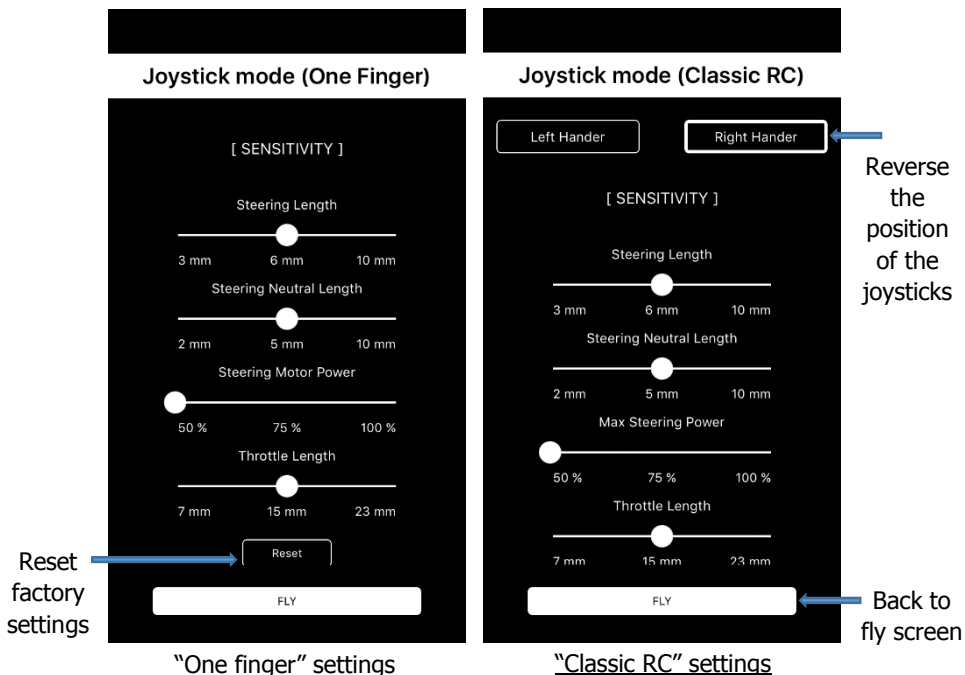 Joystick mode (One Finger)
[ SENSITIVITY ]
Steering Length
3 mm 6 mm 10 mm
Steering Neutral Length
2 mm 5 mm 10 mm
Steering Motor Power
50 % 75 % 100 %
Throttle Length
7 mm 15 mm 23 mm
Reset
FLY
Reset
factory
settings
"One finger" settings
Joystick mode (Classic RC)
Left Hander Right Hander
[ SENSITIVITY ]
Steering Length
3 mm 6 mm 10 mm
Steering Neutral Length
2 mm 5 mm 10 mm
Max Steering Power
50 % 75 % 100 %
Throttle Length
7 mm 15 mm 23 mm
FLY
Reverse
the
position
of the
joysticks
Back to
fly screen
"Classic RC" settings